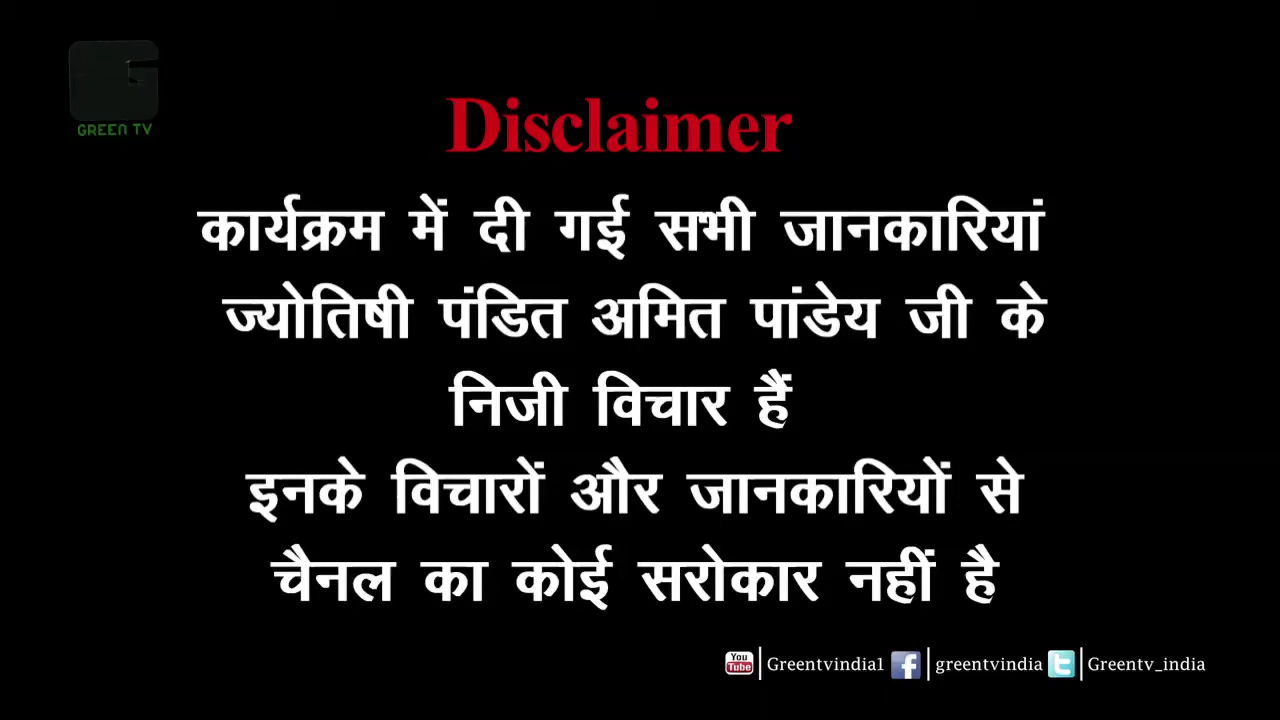 GREEN TV
Disclaimer
कार्यक्रम में दी गई सभी जानकारियां
ज्योतिषी पंडित अमित पांडेय जी के
निजी विचार हैं
इनके विचारों और जानकारियों से
चैनल का कोई सरोकार नहीं है
You Tube Greentvindia1 f greentvindia Greentv_india